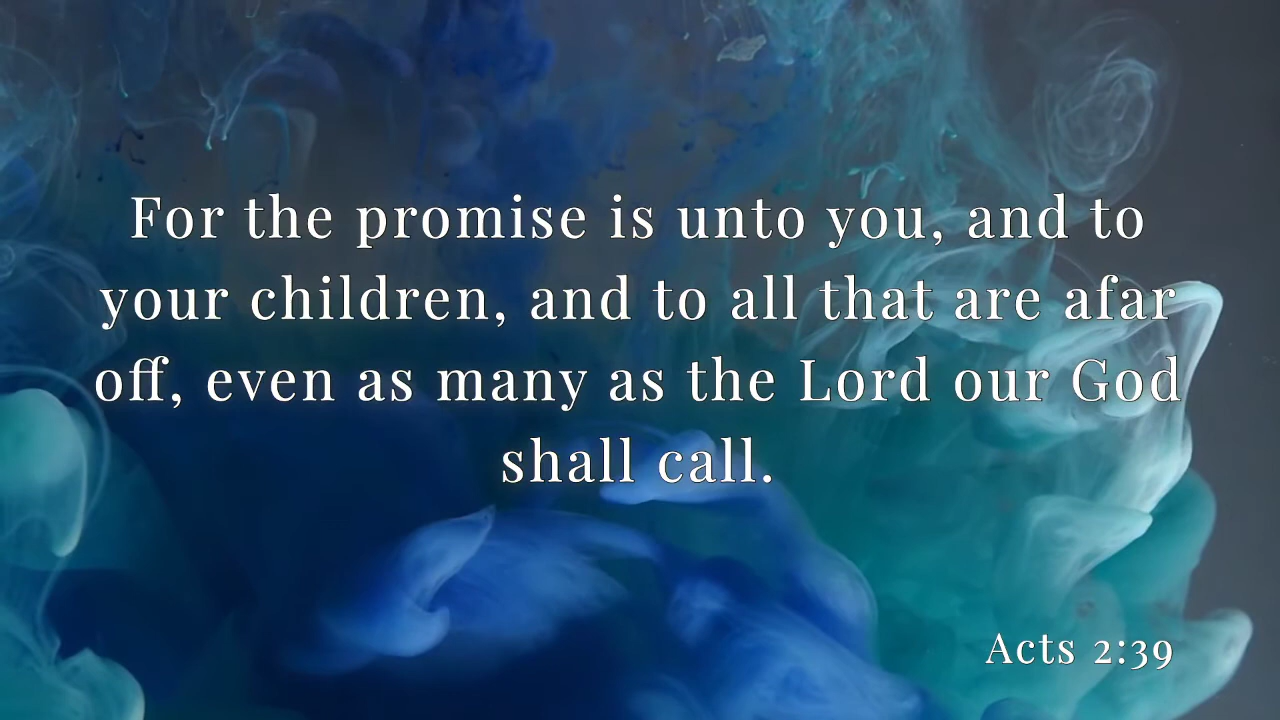 For the promise is unto you, and to
your children, and to all that are afar
off, even as many as the Lord our God
shall call.
Acts 2:39